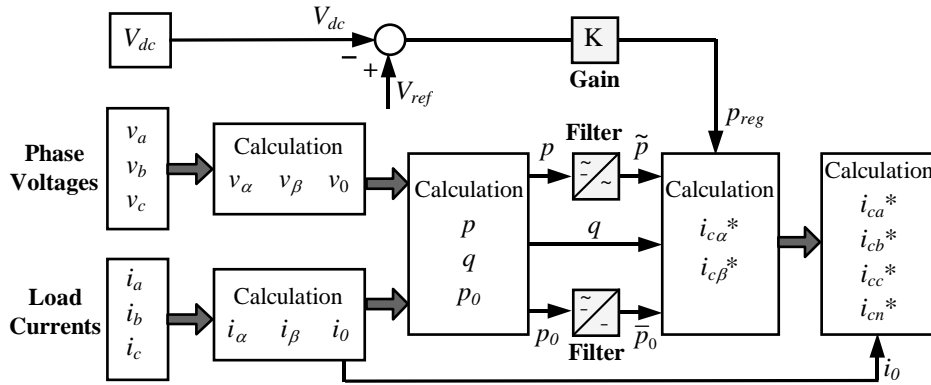 V_dc
V_dc
−
+
V_ref
K
Gain
p_reg
Phase
Voltages
v_a
v_b
v_c
Calculation
v_α v_β v_0
Load
Currents
i_a
i_b
i_c
Calculation
i_α i_β i_0
Calculation
p
q
p_0
p
Filter
~
-
~
p̃
q
p_0
~
-
-
Filter
p̄_0
Calculation
i_cα*
i_cβ*
Calculation
i_ca*
i_cb*
i_cc*
i_cn*
i_0